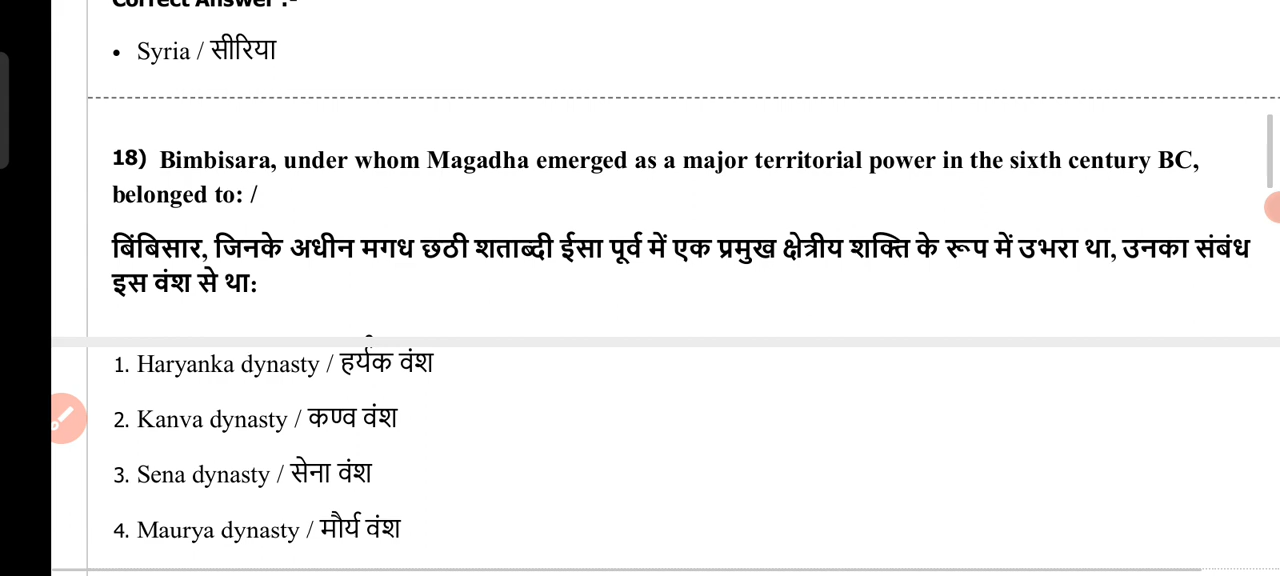 Correct Answer :-
• Syria / सीरिया
18) Bimbisara, under whom Magadha emerged as a major territorial power in the sixth century BC,
belonged to: /
बिंबिसार, जिनके अधीन मगध छठी शताब्दी ईसा पूर्व में एक प्रमुख क्षेत्रीय शक्ति के रूप में उभरा था, उनका संबंध
इस वंश से था:
1. Haryanka dynasty / हर्यक वंश
2. Kanva dynasty / कण्व वंश
3. Sena dynasty / सेना वंश
4. Maurya dynasty / मौर्य वंश